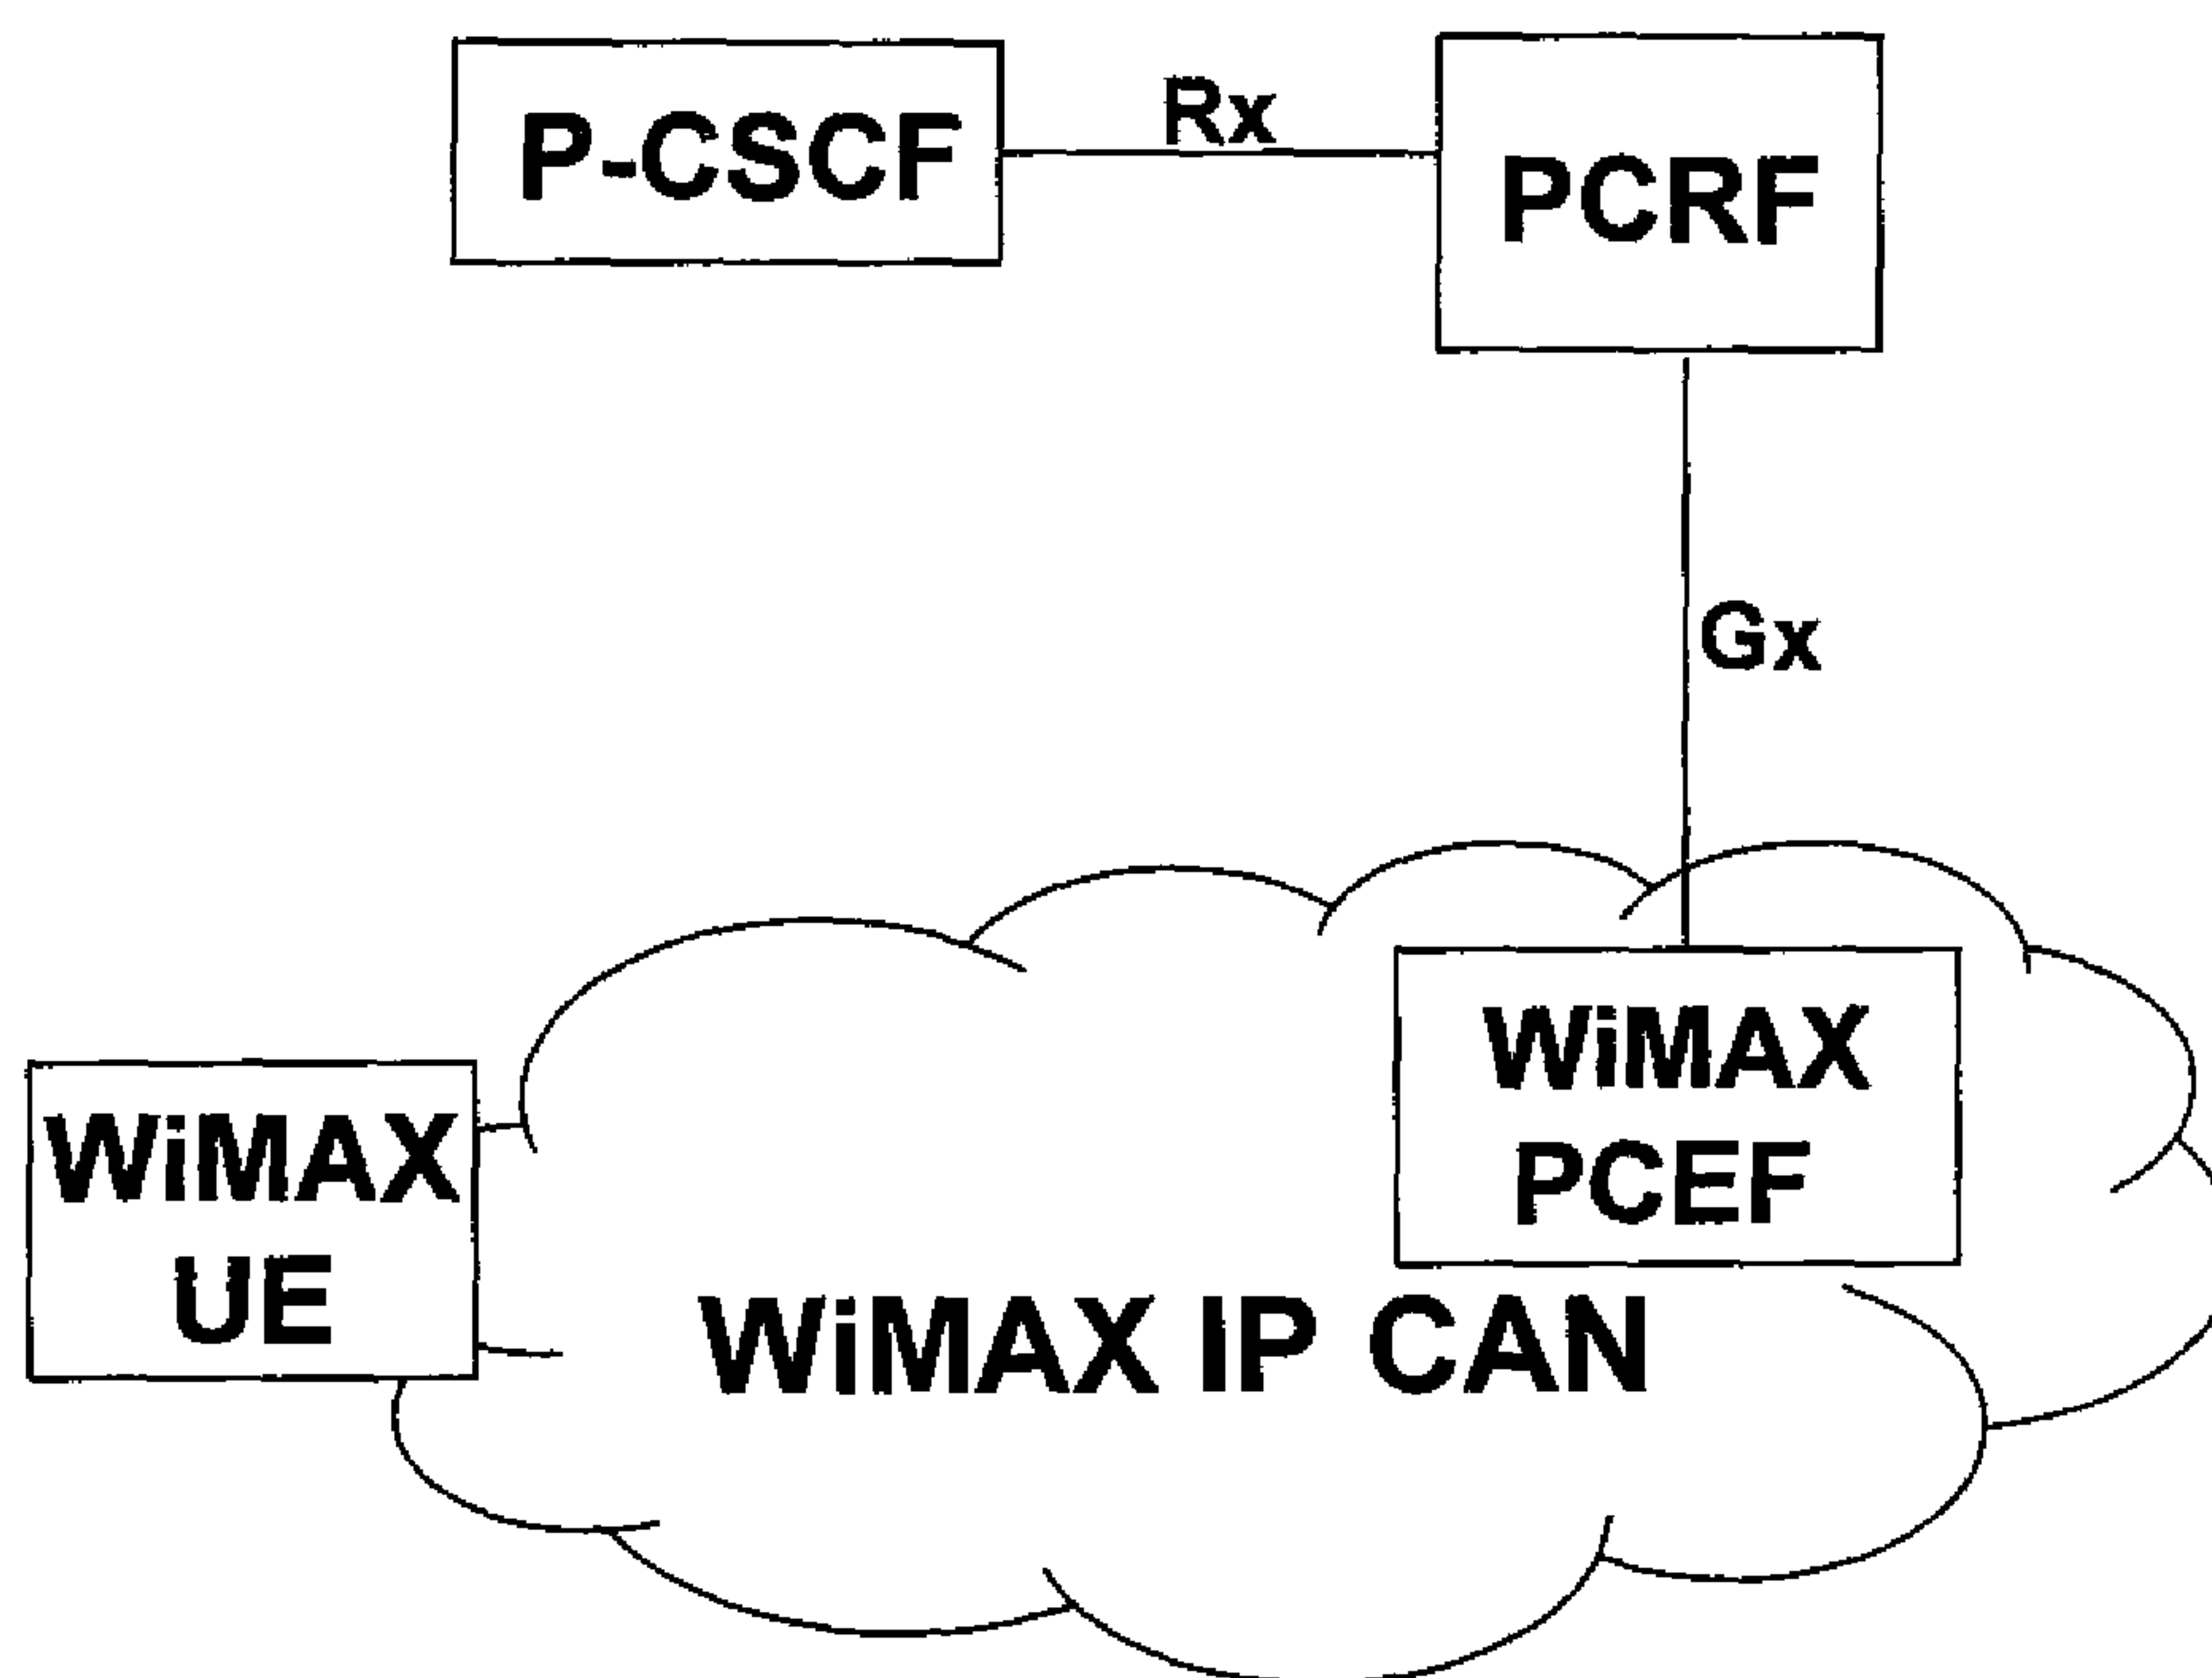 P-CSCF
Rx
PCRF
Gx
WiMAX
PCEF
WiMAX
UE
WiMAX IP CAN